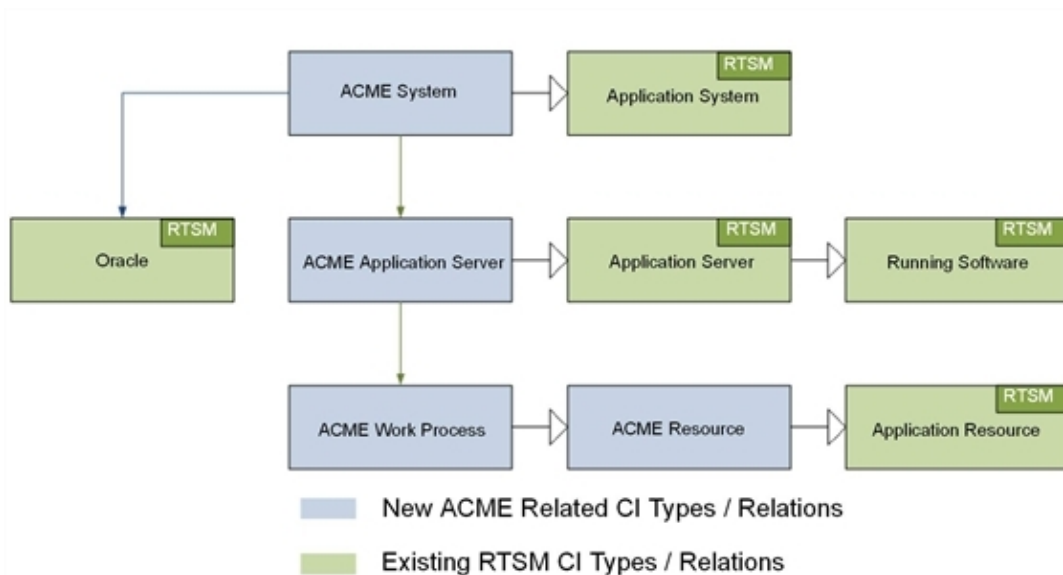 RTSM
ACME System
Application System
RTSM
RTSM
RTSM
Oracle
ACME Application Server
Application Server
Running Software
RTSM
ACME Work Process
ACME Resource
Application Resource
New ACME Related CI Types / Relations
Existing RTSM CI Types / Relations